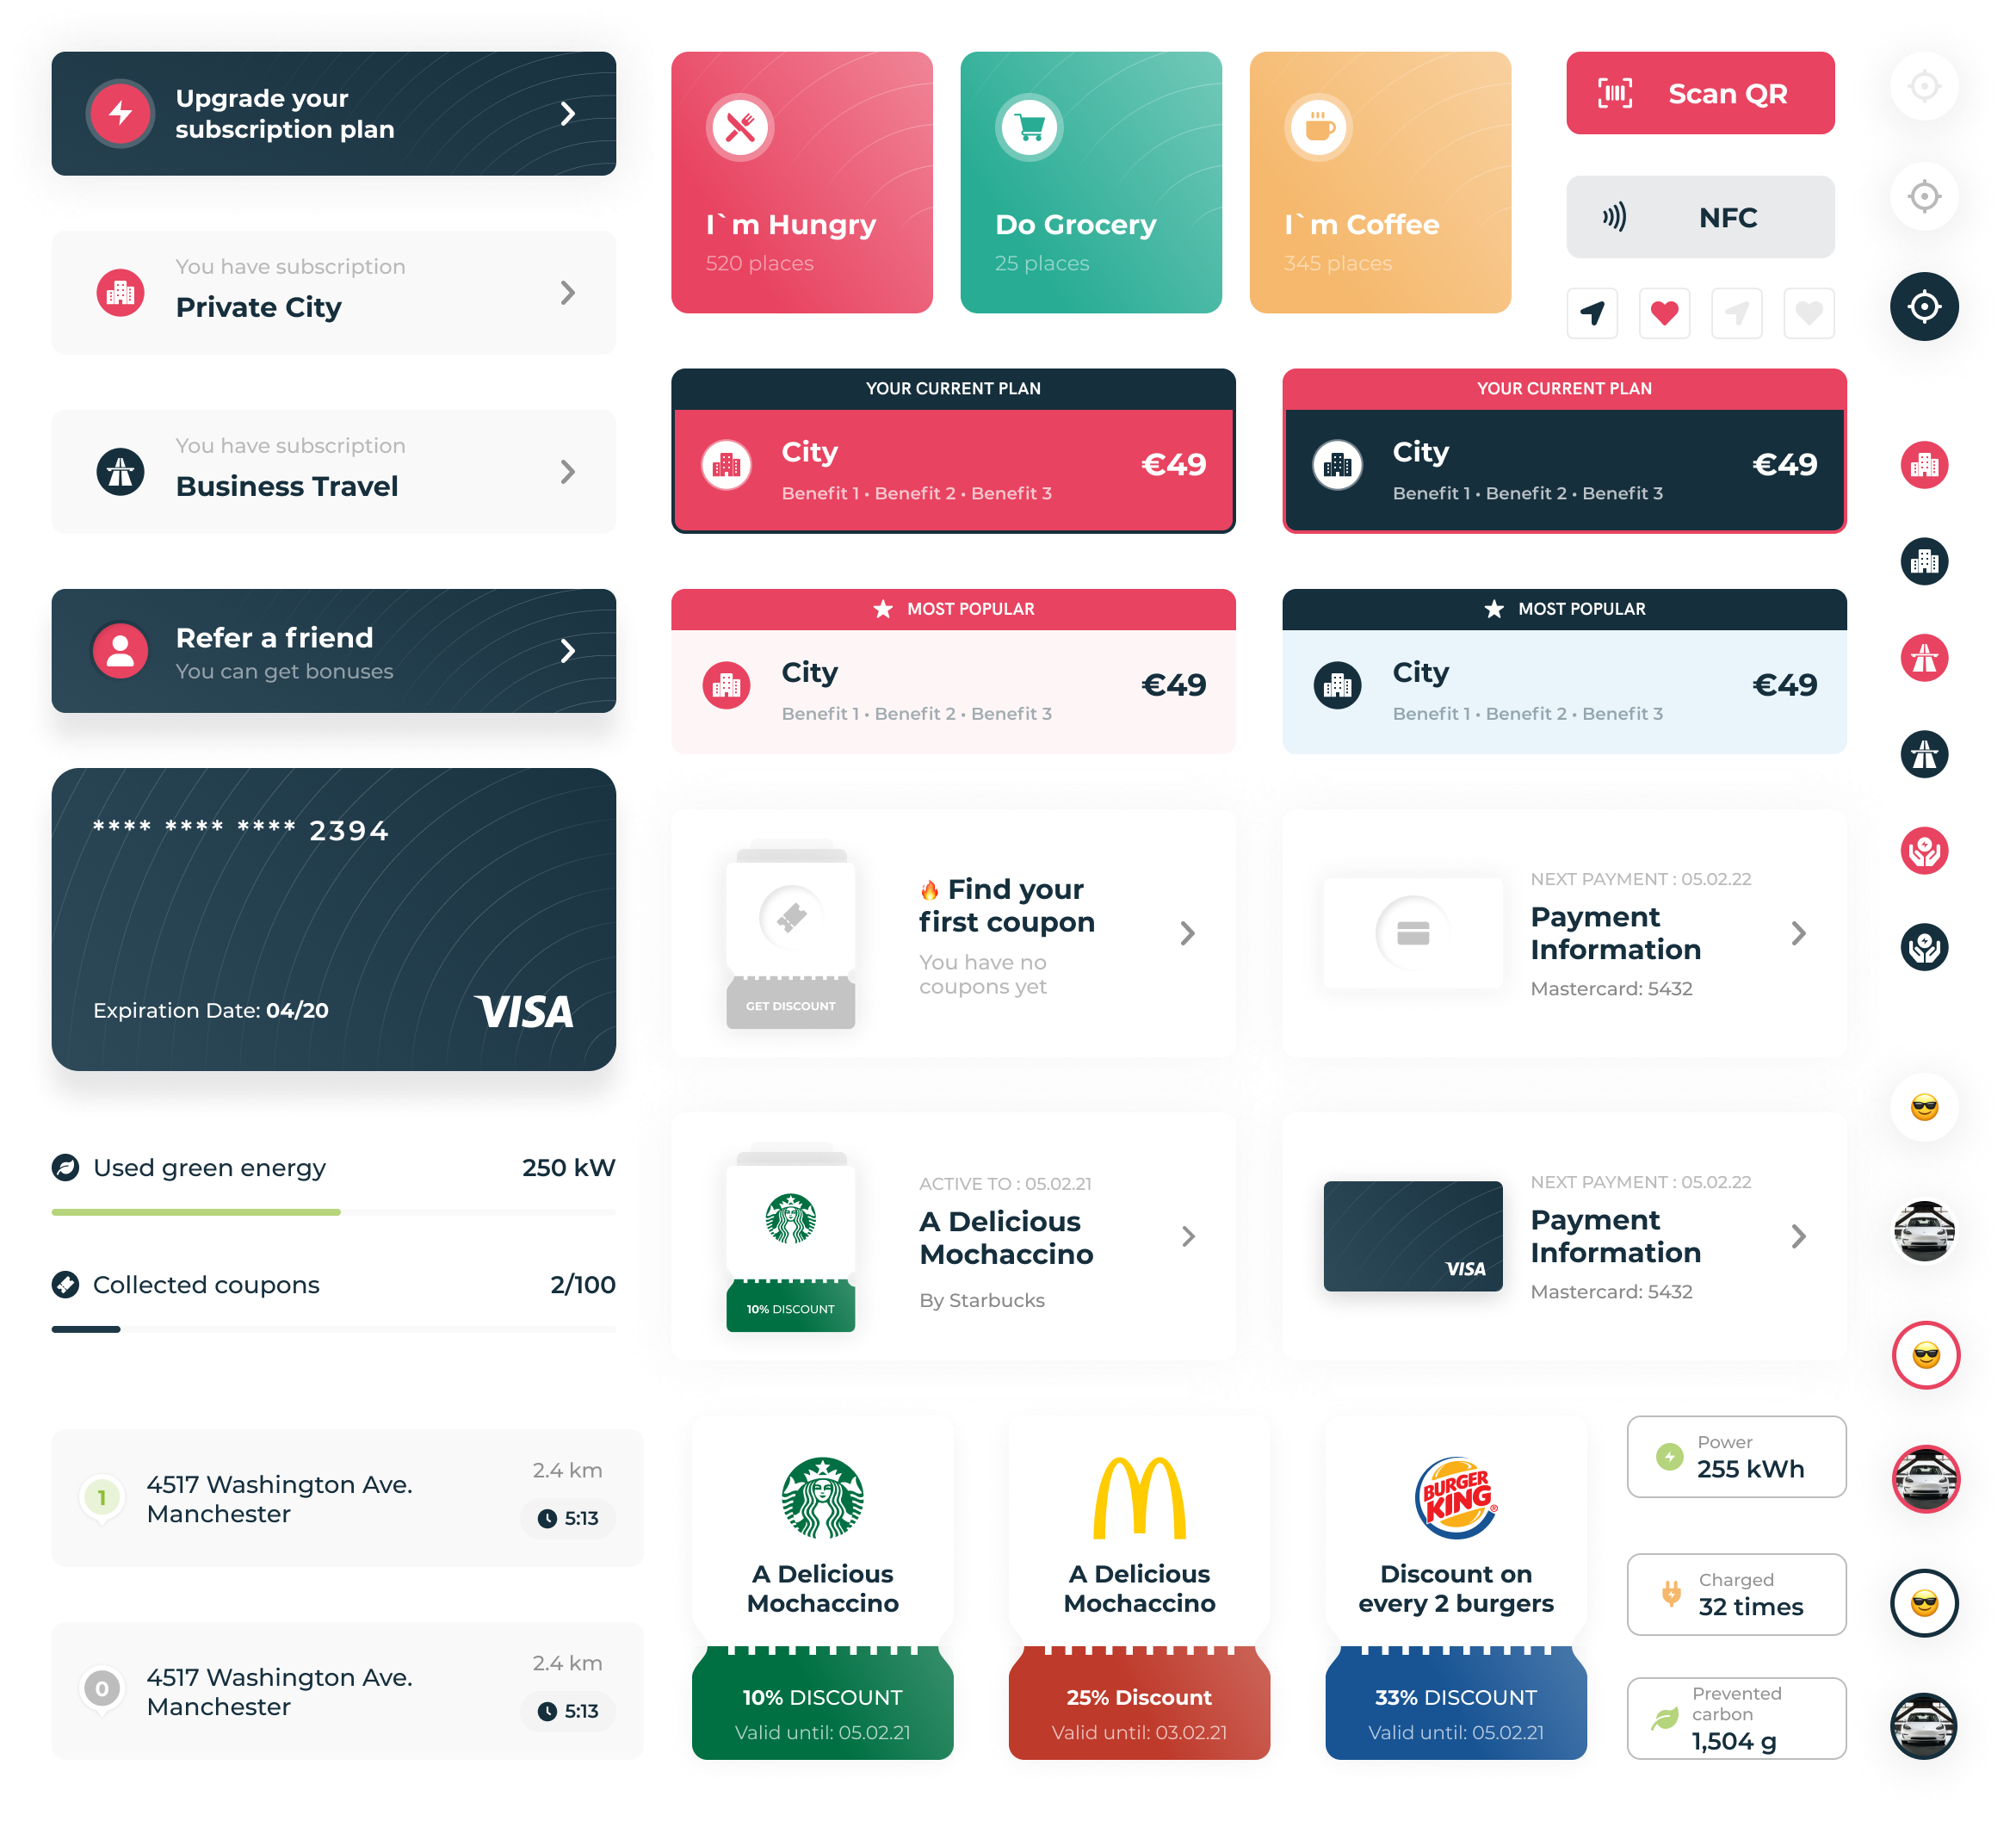 Upgrade your
subscription plan
You have subscription
Private City
You have subscription
Business Travel
Refer a friend
You can get bonuses
**** **** **** 2394
Expiration Date: 04/20
VISA
Used green energy
250 kW
Collected coupons
2/100
1
4517 Washington Ave.
Manchester
2.4 km
5:13
0
4517 Washington Ave.
Manchester
2.4 km
5:13
I`m Hungry
520 places
Do Grocery
25 places
I`m Coffee
345 places
Scan QR
NFC
YOUR CURRENT PLAN
City
Benefit 1 • Benefit 2 • Benefit 3
€49
YOUR CURRENT PLAN
City
Benefit 1 • Benefit 2 • Benefit 3
€49
MOST POPULAR
City
Benefit 1 • Benefit 2 • Benefit 3
€49
MOST POPULAR
City
Benefit 1 • Benefit 2 • Benefit 3
€49
GET DISCOUNT
🔥 Find your
first coupon
You have no
coupons yet
NEXT PAYMENT : 05.02.22
Payment
Information
Mastercard: 5432
10% DISCOUNT
ACTIVE TO : 05.02.21
A Delicious
Mochaccino
By Starbucks
VISA
NEXT PAYMENT : 05.02.22
Payment
Information
Mastercard: 5432
A Delicious
Mochaccino
10% DISCOUNT
Valid until: 05.02.21
A Delicious
Mochaccino
25% Discount
Valid until: 03.02.21
BURGER
KING®
Discount on
every 2 burgers
33% DISCOUNT
Valid until: 05.02.21
Power
255 kWh
Charged
32 times
Prevented
carbon
1,504 g